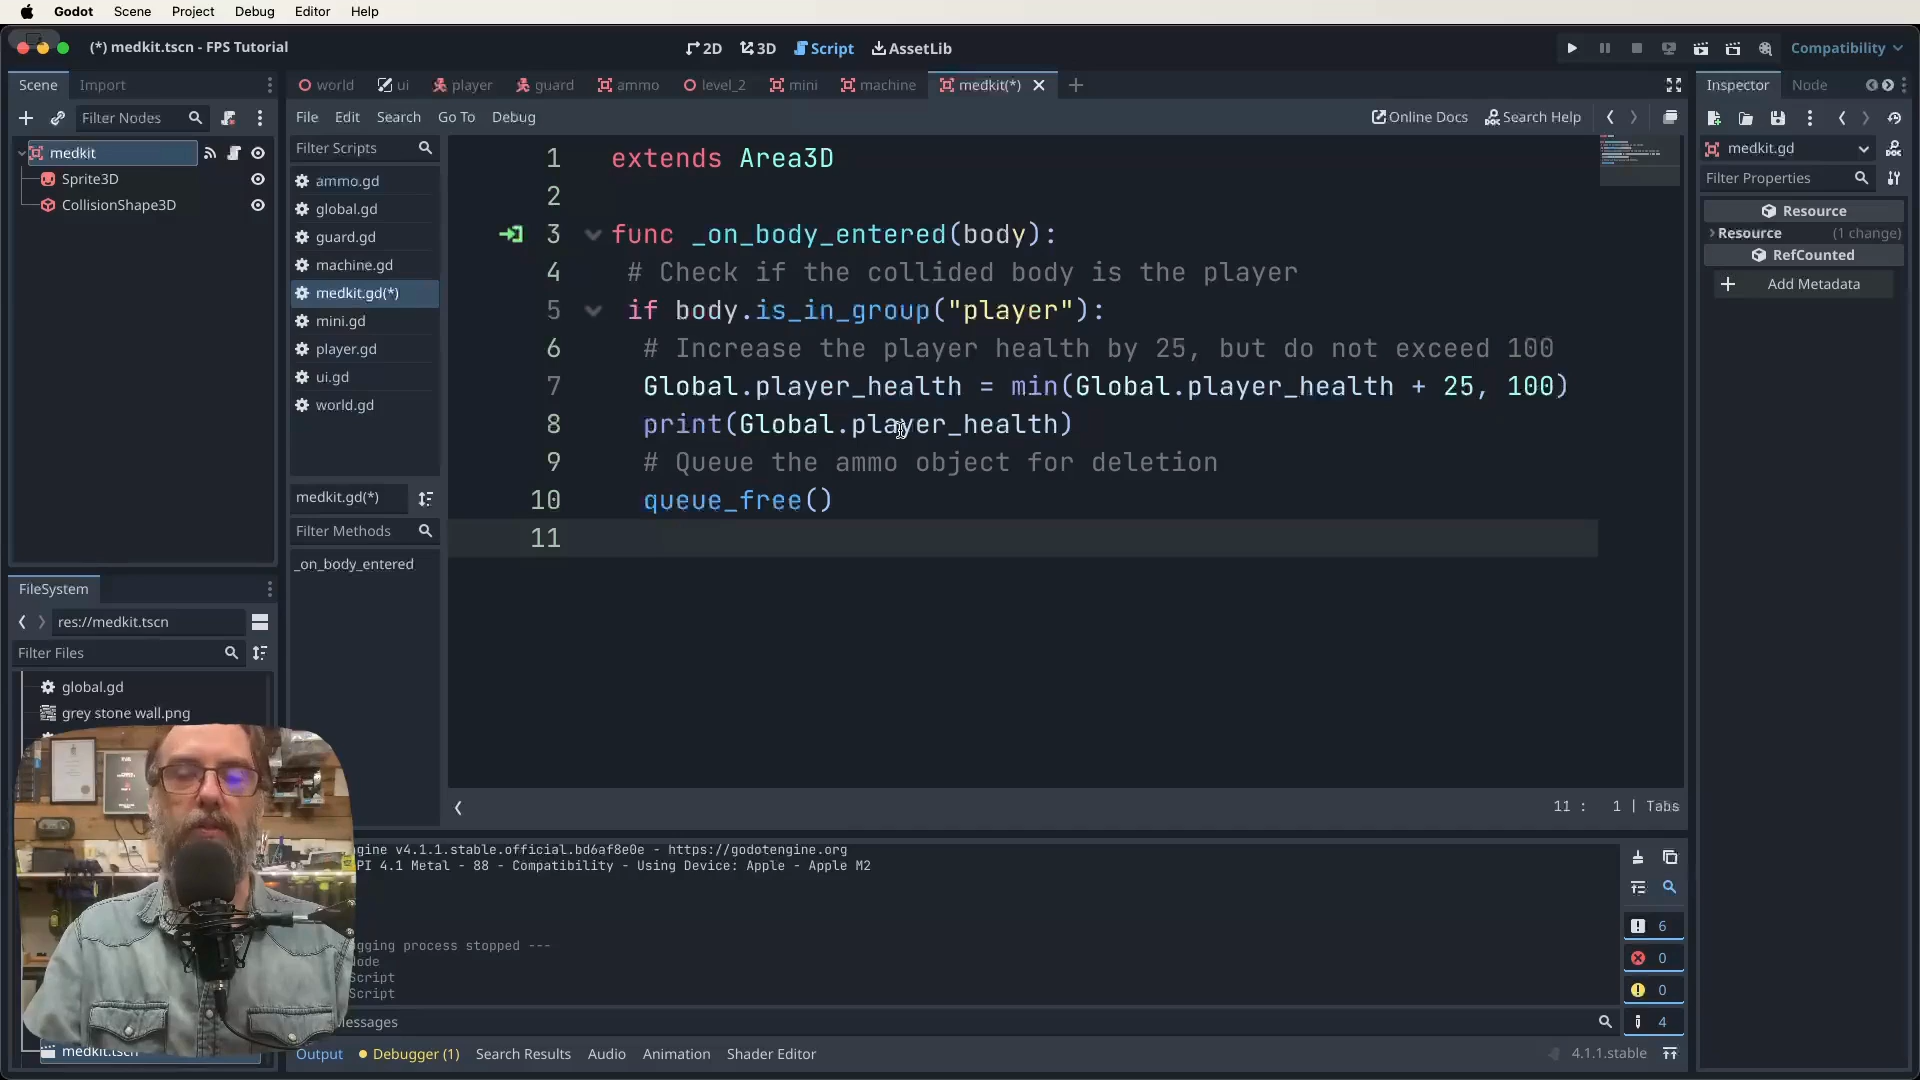 Godot Scene Project Debug Editor Help
(*) medkit.tscn - FPS Tutorial
2D 3D Script AssetLib
Compatibility
Scene Import
world ui player guard ammo level_2 mini machine medkit(*)
Inspector Node
Filter Nodes
File Edit Search Go To Debug
Online Docs Search Help
medkit
Sprite3D
CollisionShape3D
Filter Scripts
ammo.gd
global.gd
guard.gd
machine.gd
medkit.gd(*)
mini.gd
player.gd
ui.gd
world.gd
medkit.gd(*)
Filter Methods
_on_body_entered
1 extends Area3D
2
3 func _on_body_entered(body):
4 # Check if the collided body is the player
5 if body.is_in_group("player"):
6 # Increase the player health by 25, but do not exceed 100
7 Global.player_health = min(Global.player_health + 25, 100)
8 print(Global.player_health)
9 # Queue the ammo object for deletion
10 queue_free()
11
11 : 1 | Tabs
medkit.gd
Filter Properties
Resource
Resource (1 change)
RefCounted
Add Metadata
FileSystem
res://medkit.tscn
Filter Files
global.gd
grey stone wall.png
medkit.tscn
ngine v4.1.1.stable.official.bd6af8e0e - https://godotengine.org
PI 4.1 Metal - 88 - Compatibility - Using Device: Apple - Apple M2
gging process stopped ---
Node
Script
Script
Messages
6
0
0
4
Output Debugger (1) Search Results Audio Animation Shader Editor
4.1.1.stable